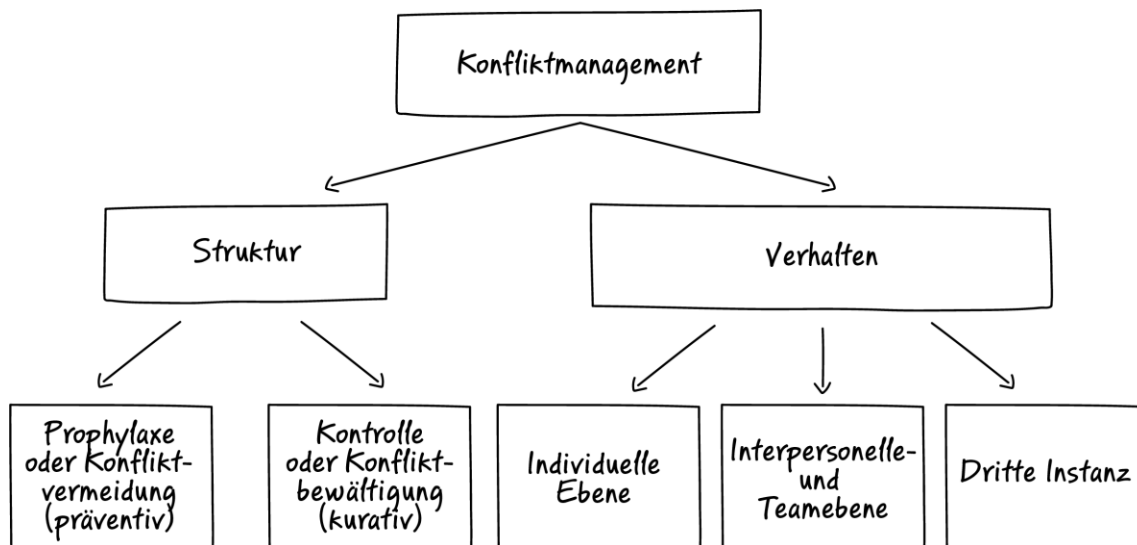 Konfliktmanagement
Struktur
Verhalten
Prophylaxe
oder Konflikt-
vermeidung
(präventiv)
Kontrolle
oder Konflikt-
bewältigung
(kurativ)
Individuelle
Ebene
Interpersonelle-
und
Teamebene
Dritte Instanz